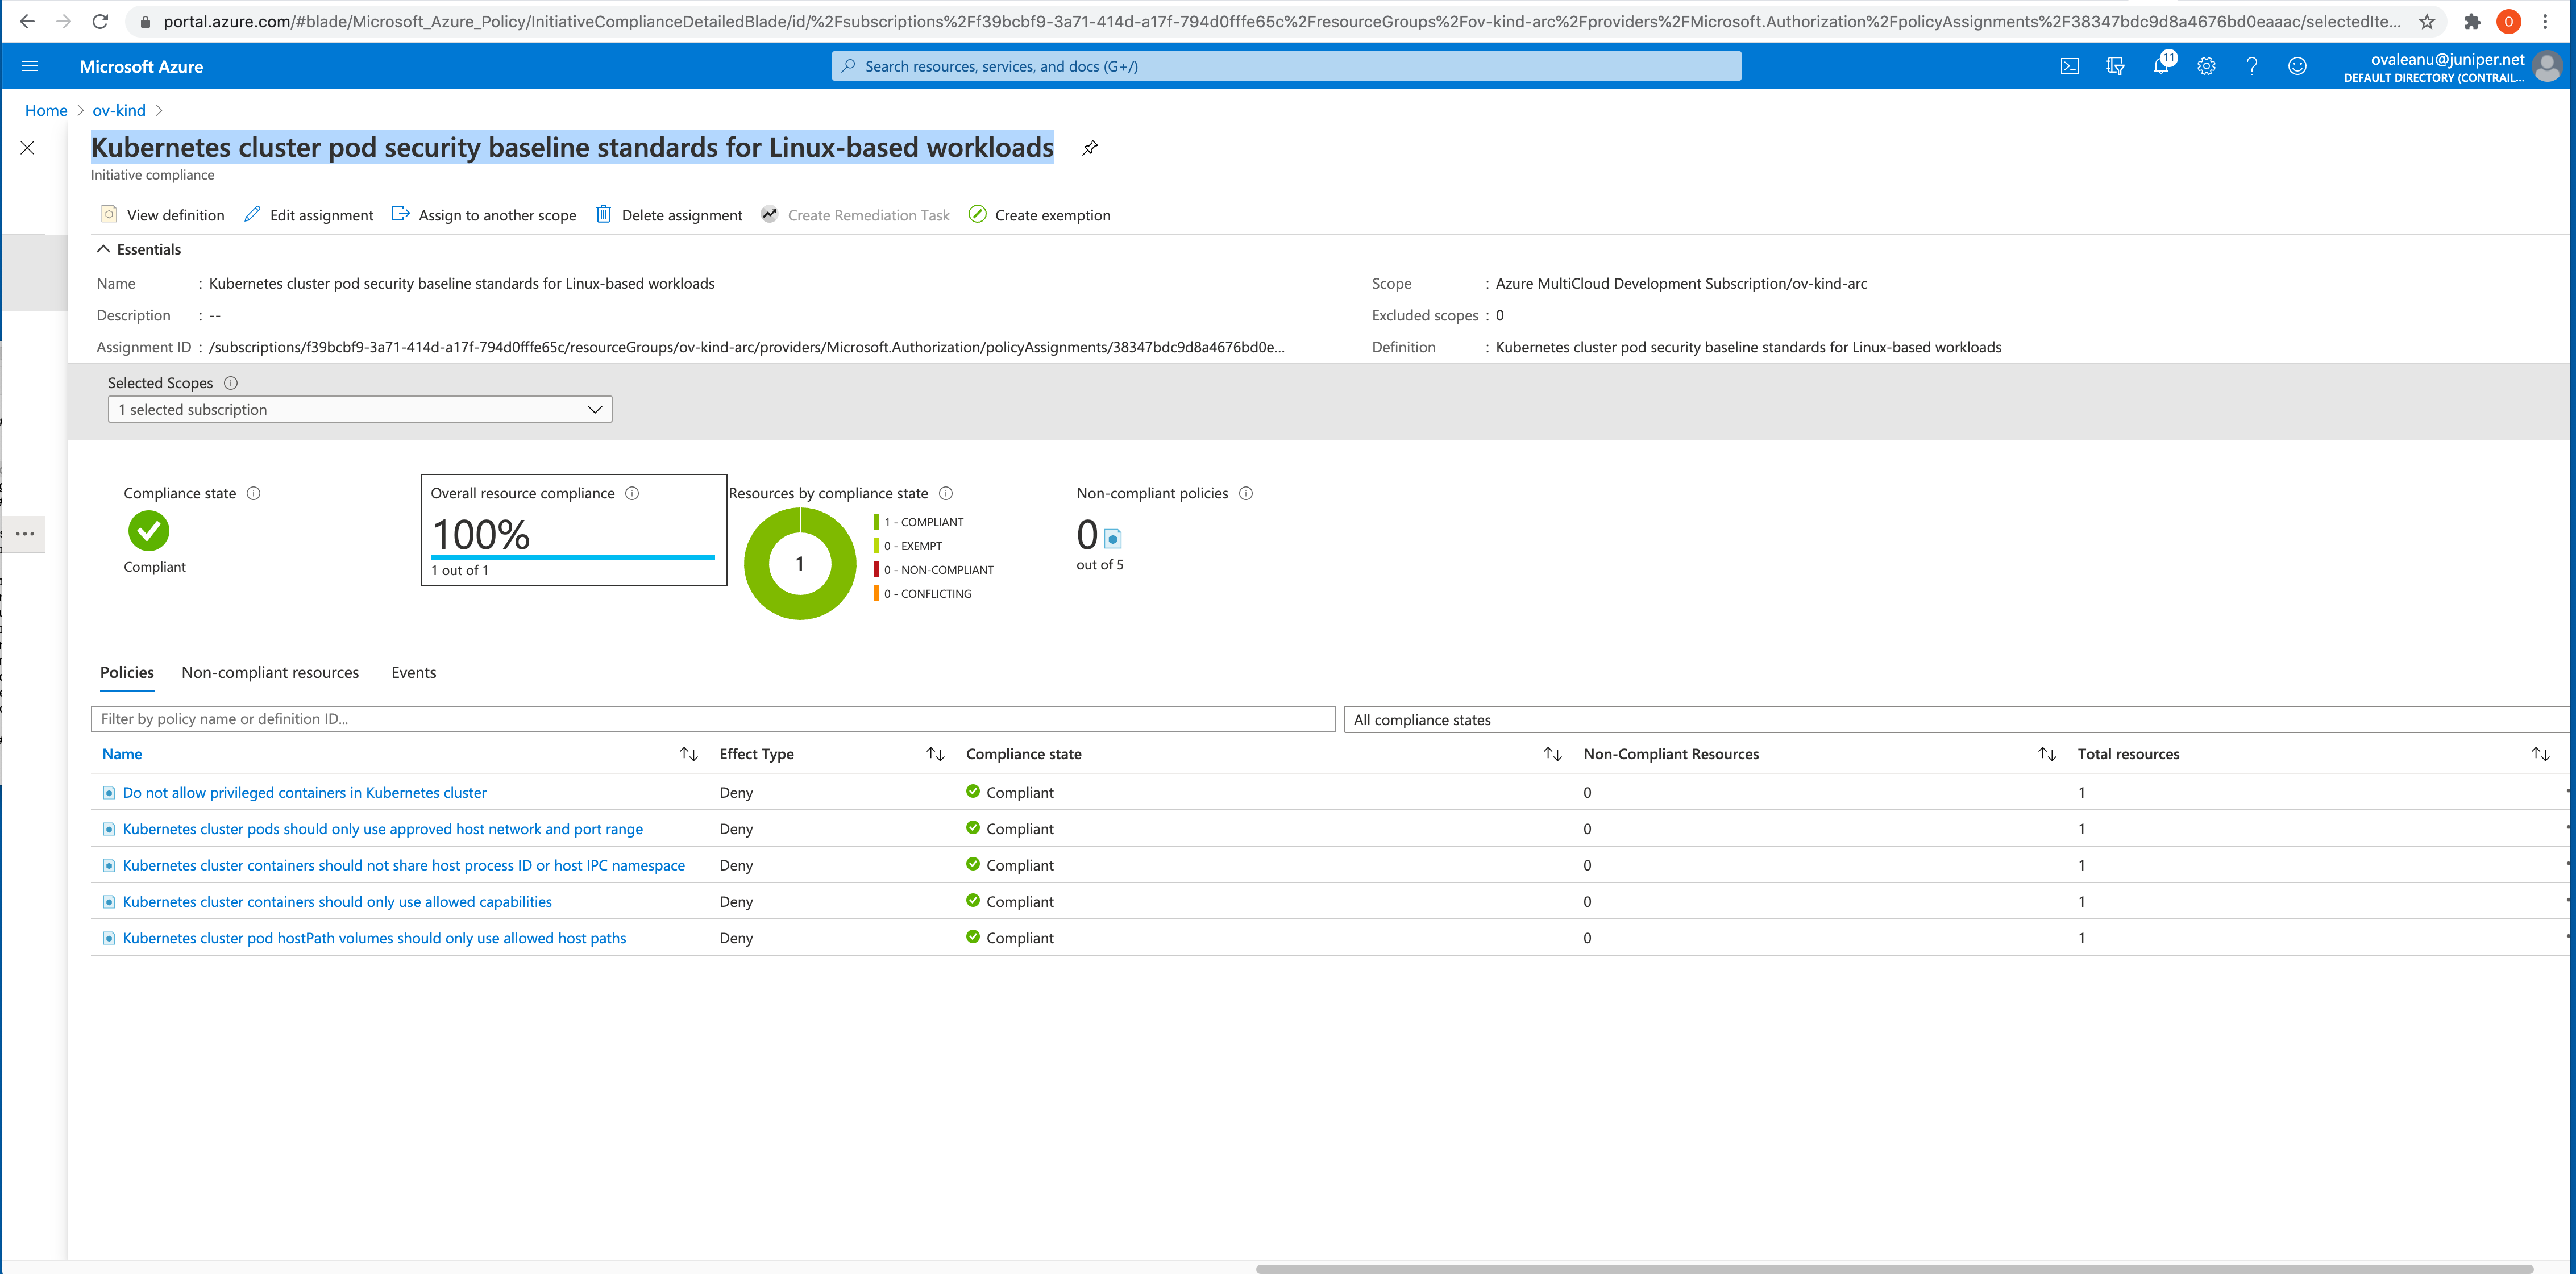 portal.azure.com/#blade/Microsoft_Azure_Policy/InitiativeComplianceDetailedBlade/id/%2Fsubscriptions%2Ff39bcbf9-3a71-414d-a17f-794d0fffe65c%2FresourceGroups%2Fov-kind-arc%2Fproviders%2FMicrosoft.Authorization%2FpolicyAssignments%2F38347bdc9d8a4676bd0eaaac/selectedIte...
O
Microsoft Azure
Search resources, services, and docs (G+/)
11
ovaleanu@juniper.net
DEFAULT DIRECTORY (CONTRAIL...
Home > ov-kind >
Kubernetes cluster pod security baseline standards for Linux-based workloads
Initiative compliance
View definition Edit assignment Assign to another scope Delete assignment Create Remediation Task Create exemption
Essentials
Name : Kubernetes cluster pod security baseline standards for Linux-based workloads
Scope : Azure MultiCloud Development Subscription/ov-kind-arc
Description : --
Excluded scopes : 0
Assignment ID : /subscriptions/f39bcbf9-3a71-414d-a17f-794d0fffe65c/resourceGroups/ov-kind-arc/providers/Microsoft.Authorization/policyAssignments/38347bdc9d8a4676bd0e...
Definition : Kubernetes cluster pod security baseline standards for Linux-based workloads
Selected Scopes
1 selected subscription
Compliance state
Compliant
Overall resource compliance
100%
1 out of 1
Resources by compliance state
1
1 - COMPLIANT
0 - EXEMPT
0 - NON-COMPLIANT
0 - CONFLICTING
Non-compliant policies
0
out of 5
Policies Non-compliant resources Events
Filter by policy name or definition ID...
All compliance states
Name Effect Type Compliance state Non-Compliant Resources Total resources
Do not allow privileged containers in Kubernetes cluster Deny Compliant 0 1
Kubernetes cluster pods should only use approved host network and port range Deny Compliant 0 1
Kubernetes cluster containers should not share host process ID or host IPC namespace Deny Compliant 0 1
Kubernetes cluster containers should only use allowed capabilities Deny Compliant 0 1
Kubernetes cluster pod hostPath volumes should only use allowed host paths Deny Compliant 0 1